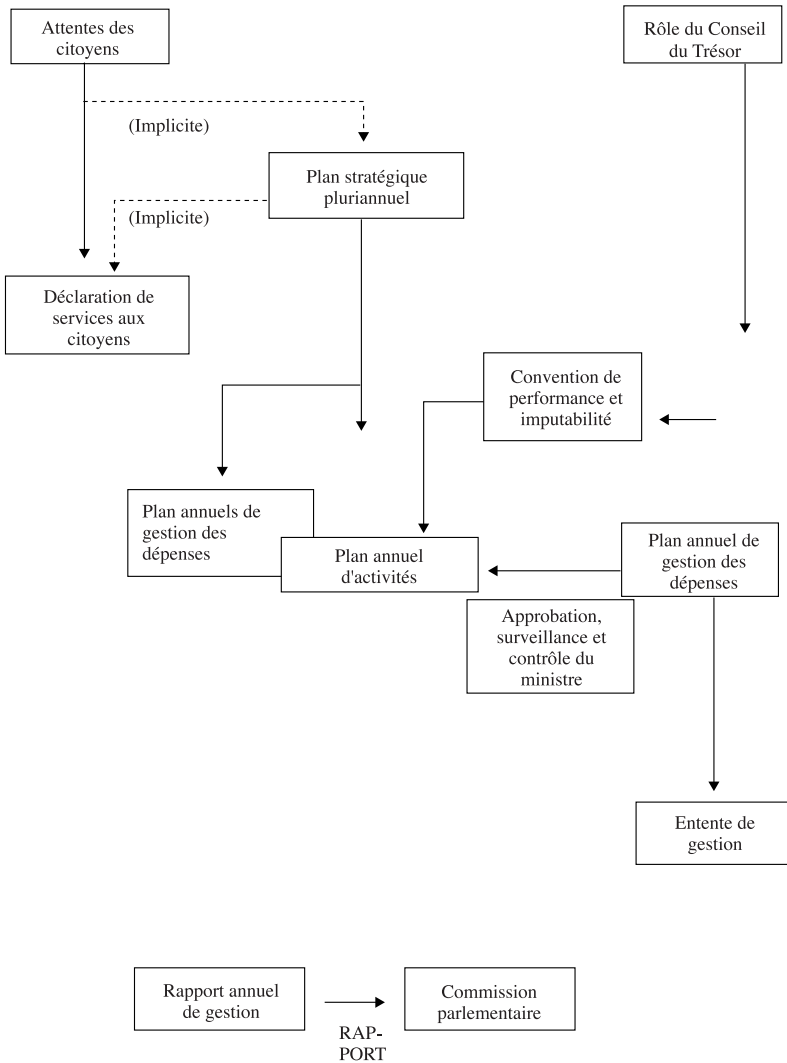 Attentes des
citoyens
Rôle du Conseil
du Trésor
(Implicite)
Plan stratégique
pluriannuel
(Implicite)
Déclaration de
services aux
citoyens
Convention de
performance et
imputabilité
Plan annuels de
gestion des
dépenses
Plan annuel
d'activités
Plan annuel de
gestion des
dépenses
Approbation,
surveillance et
contrôle du
ministre
Entente de
gestion
Rapport annuel
de gestion
RAP-
PORT
Commission
parlementaire